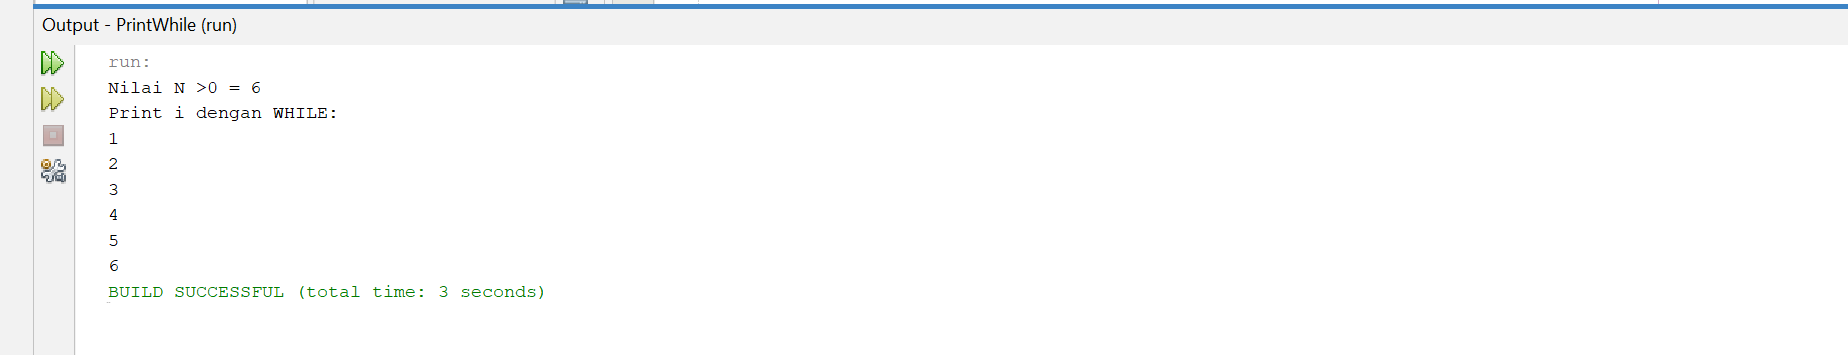 Output - PrintWhile (run)
run:
Nilai N >0 = 6
Print i dengan WHILE:
1
2
3
4
5
6
BUILD SUCCESSFUL (total time: 3 seconds)